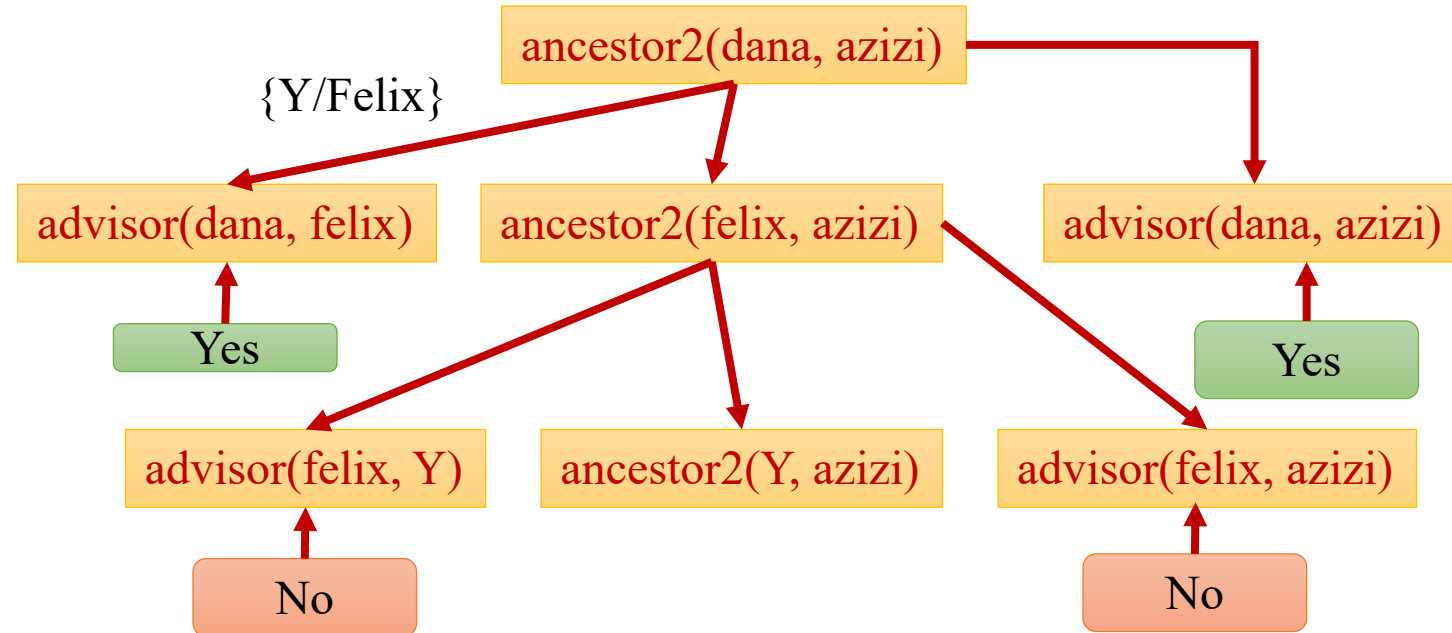 ancestor2(dana, azizi)
{Y/Felix}
advisor(dana, felix)
ancestor2(felix, azizi)
advisor(dana, azizi)
Yes
Yes
advisor(felix, Y)
ancestor2(Y, azizi)
advisor(felix, azizi)
No
No